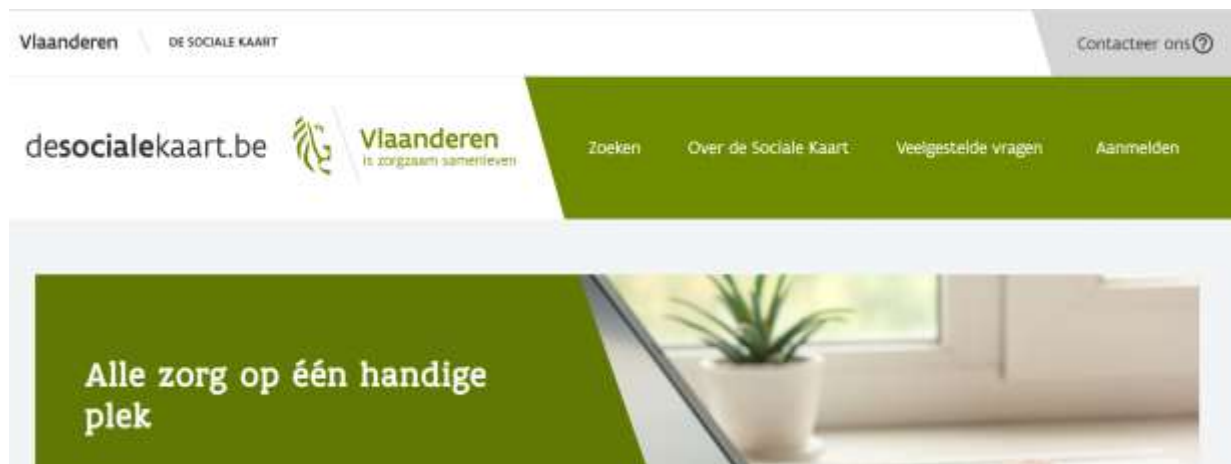 Vlaanderen DE SOCIALE KAART Contacteer ons
desocialekaart.be Vlaanderen is zorgzaam samenleven Zoeken Over de Sociale Kaart Veelgestelde vragen Aanmelden
Alle zorg op één handige
plek